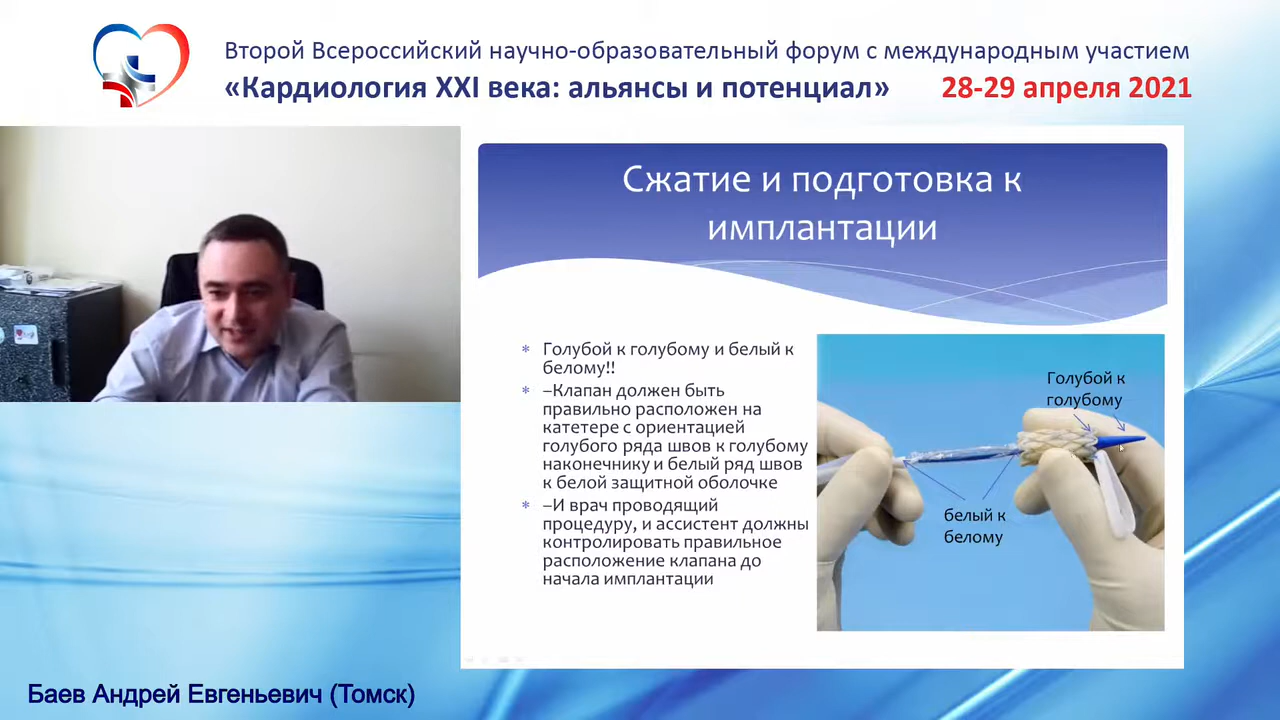 Второй Всероссийский научно-образовательный форум с международным участием
«Кардиология XXI века: альянсы и потенциал» 28-29 апреля 2021
Сжатие и подготовка к
имплантации
Голубой к голубому и белый к
белому!!
–Клапан должен быть
правильно расположен на
катетере с ориентацией
голубого ряда швов к голубому
наконечнику и белый ряд швов
к белой защитной оболочке
–И врач проводящий
процедуру, и ассистент должны
контролировать правильное
расположение клапана до
начала имплантации
Голубой к
голубому
белый к
белому
Баев Андрей Евгеньевич (Томск)